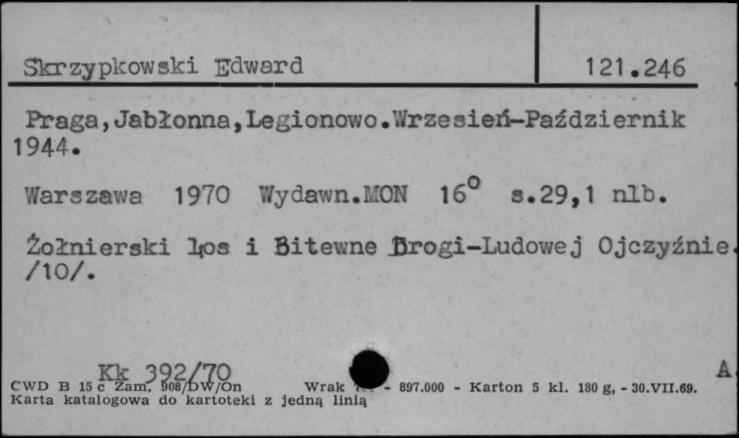 Skrzypkowski Edward 121.246
Praga,Jabłonna,Legionowo.Wrzesień-Październik
1944.
Warszawa 1970 Wydawn.MON 16° s.29,1 nlb.
Żołnierski los i Bitewne Drogi-Ludowej Ojczyźnie.
/10/.
Kk 392/70 A
CWD B 15 c Zam. 908/DW/On Wrak - 897.000 - Karton 5 kl. 180 g, - 30.VII.69.
Karta katalogowa do kartoteki z jedną linią